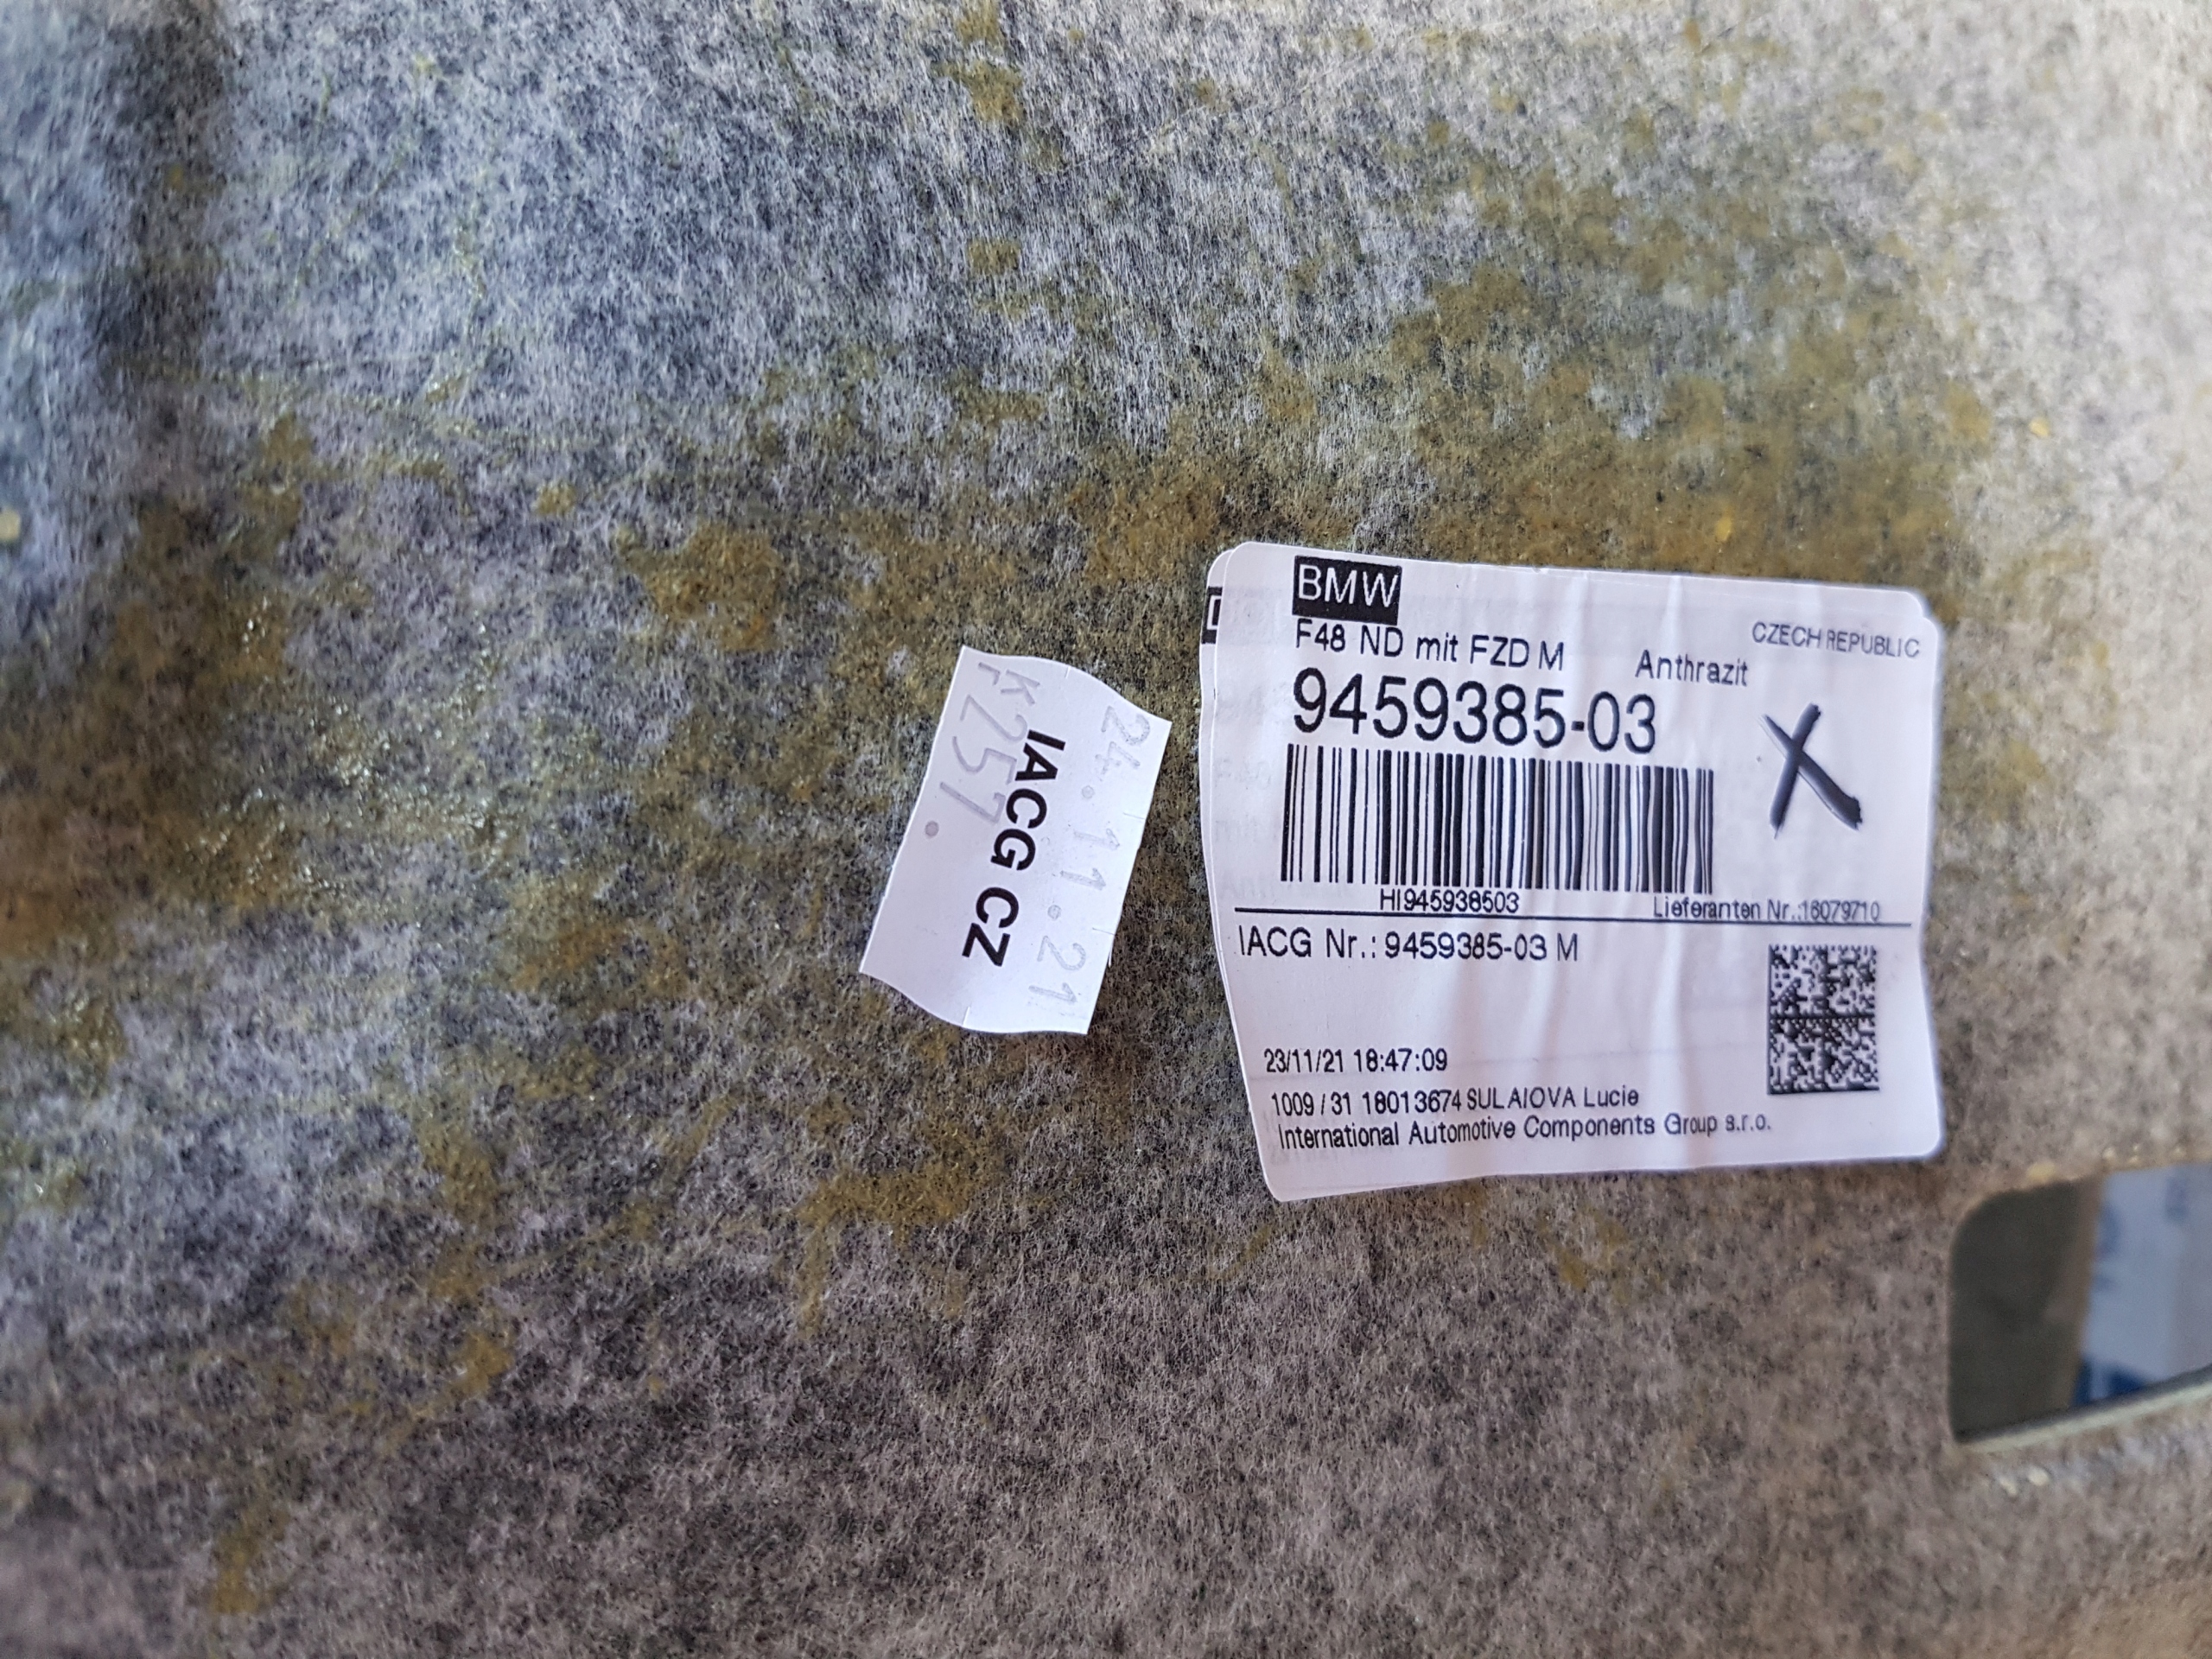 BMW
CZECH REPUBLIC
F48 ND mit FZD M
Anthrazit
9459385-03
X
HI945938503
Lieferanten Nr.:16079710
IACG Nr.: 9459385-03 M
23/11/21 18:47:09
1009 / 31 18013674 SULAIOVA Lucie
International Automotive Components Group s.r.o.
24.11.21
IACG CZ
K257